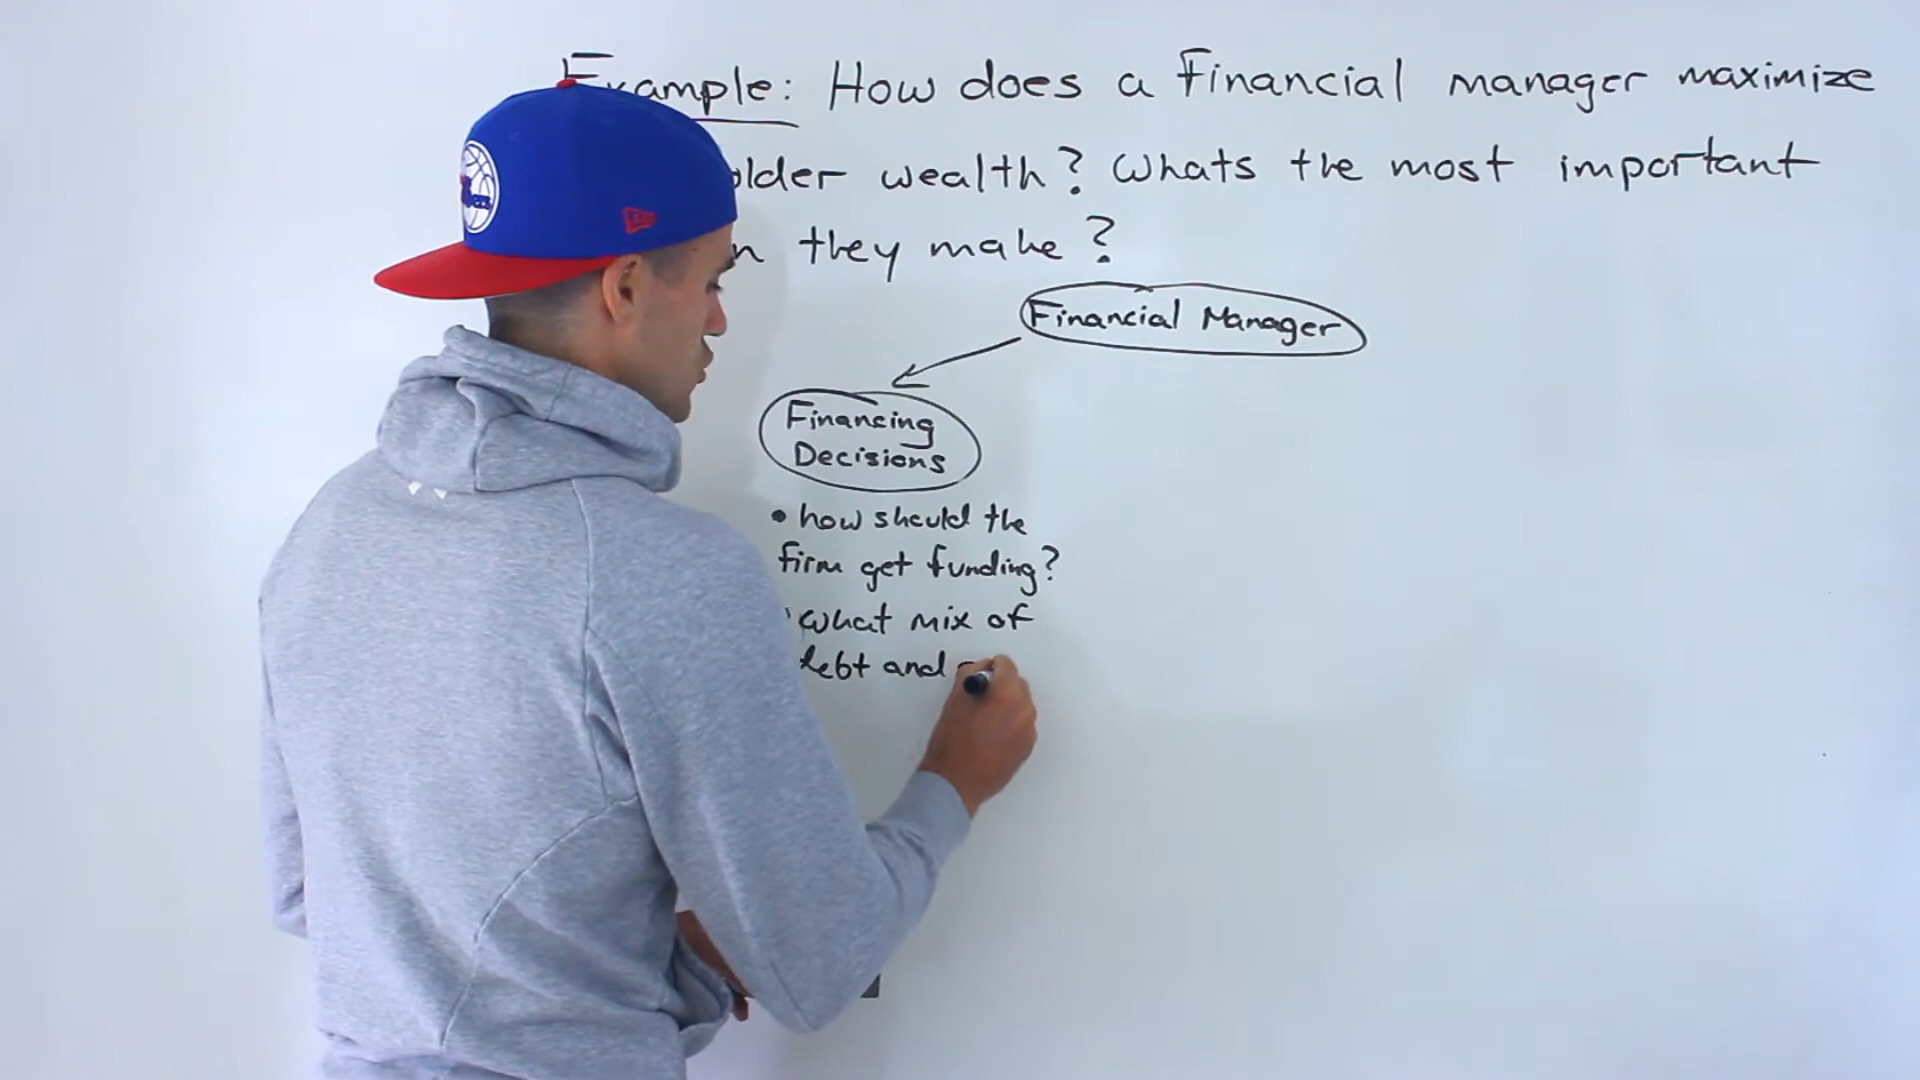 Example: How does a financial manager maximize
wealth? Whats the most important
they make?
Financial Manager
Financing
Decisions
• how should the
firm get funding?
What mix of
debt and